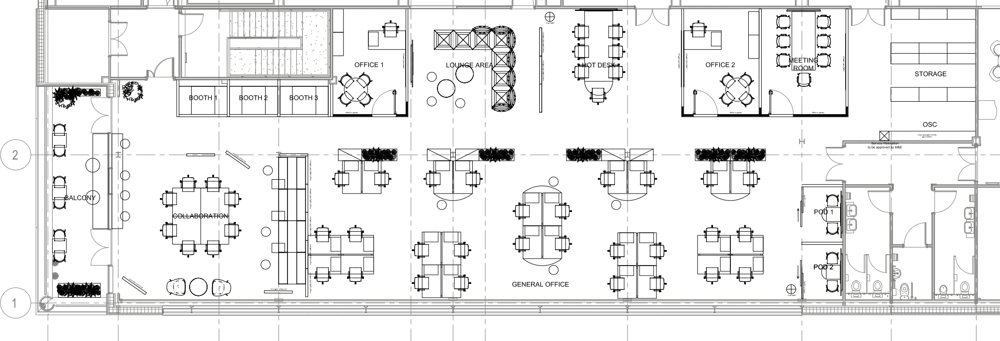 OFFICE 1
LOUNGE AREA
HOT DESK
OFFICE 2
MEETING
ROOM
STORAGE
BOOTH 1
BOOTH 2
BOOTH 3
OSC
Service Relocation
to be approved by M&E
2
BALCONY
COLLABORATION
POD 1
POD 2
GENERAL OFFICE
1